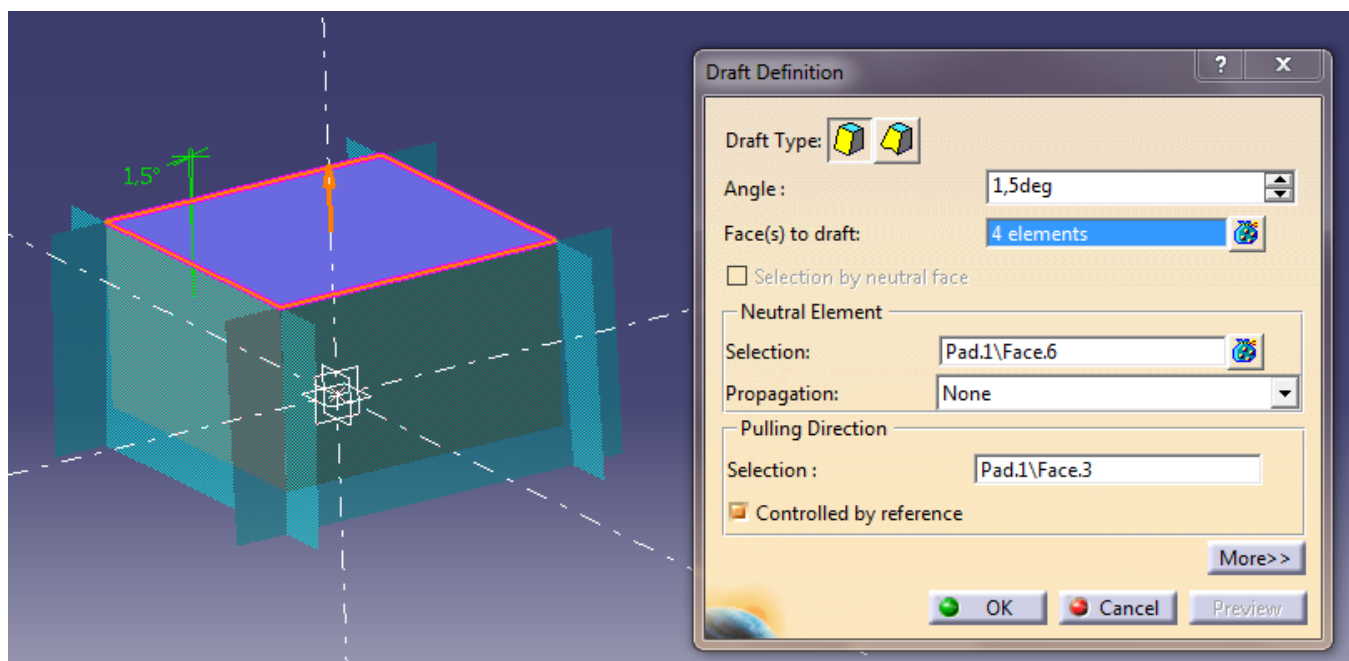 1,5°
Draft Definition
? X
Draft Type:
Angle : 1,5deg
Face(s) to draft: 4 elements
Selection by neutral face
Neutral Element
Selection: Pad.1\Face.6
Propagation: None
Pulling Direction
Selection : Pad.1\Face.3
Controlled by reference
More>>
OK Cancel Preview